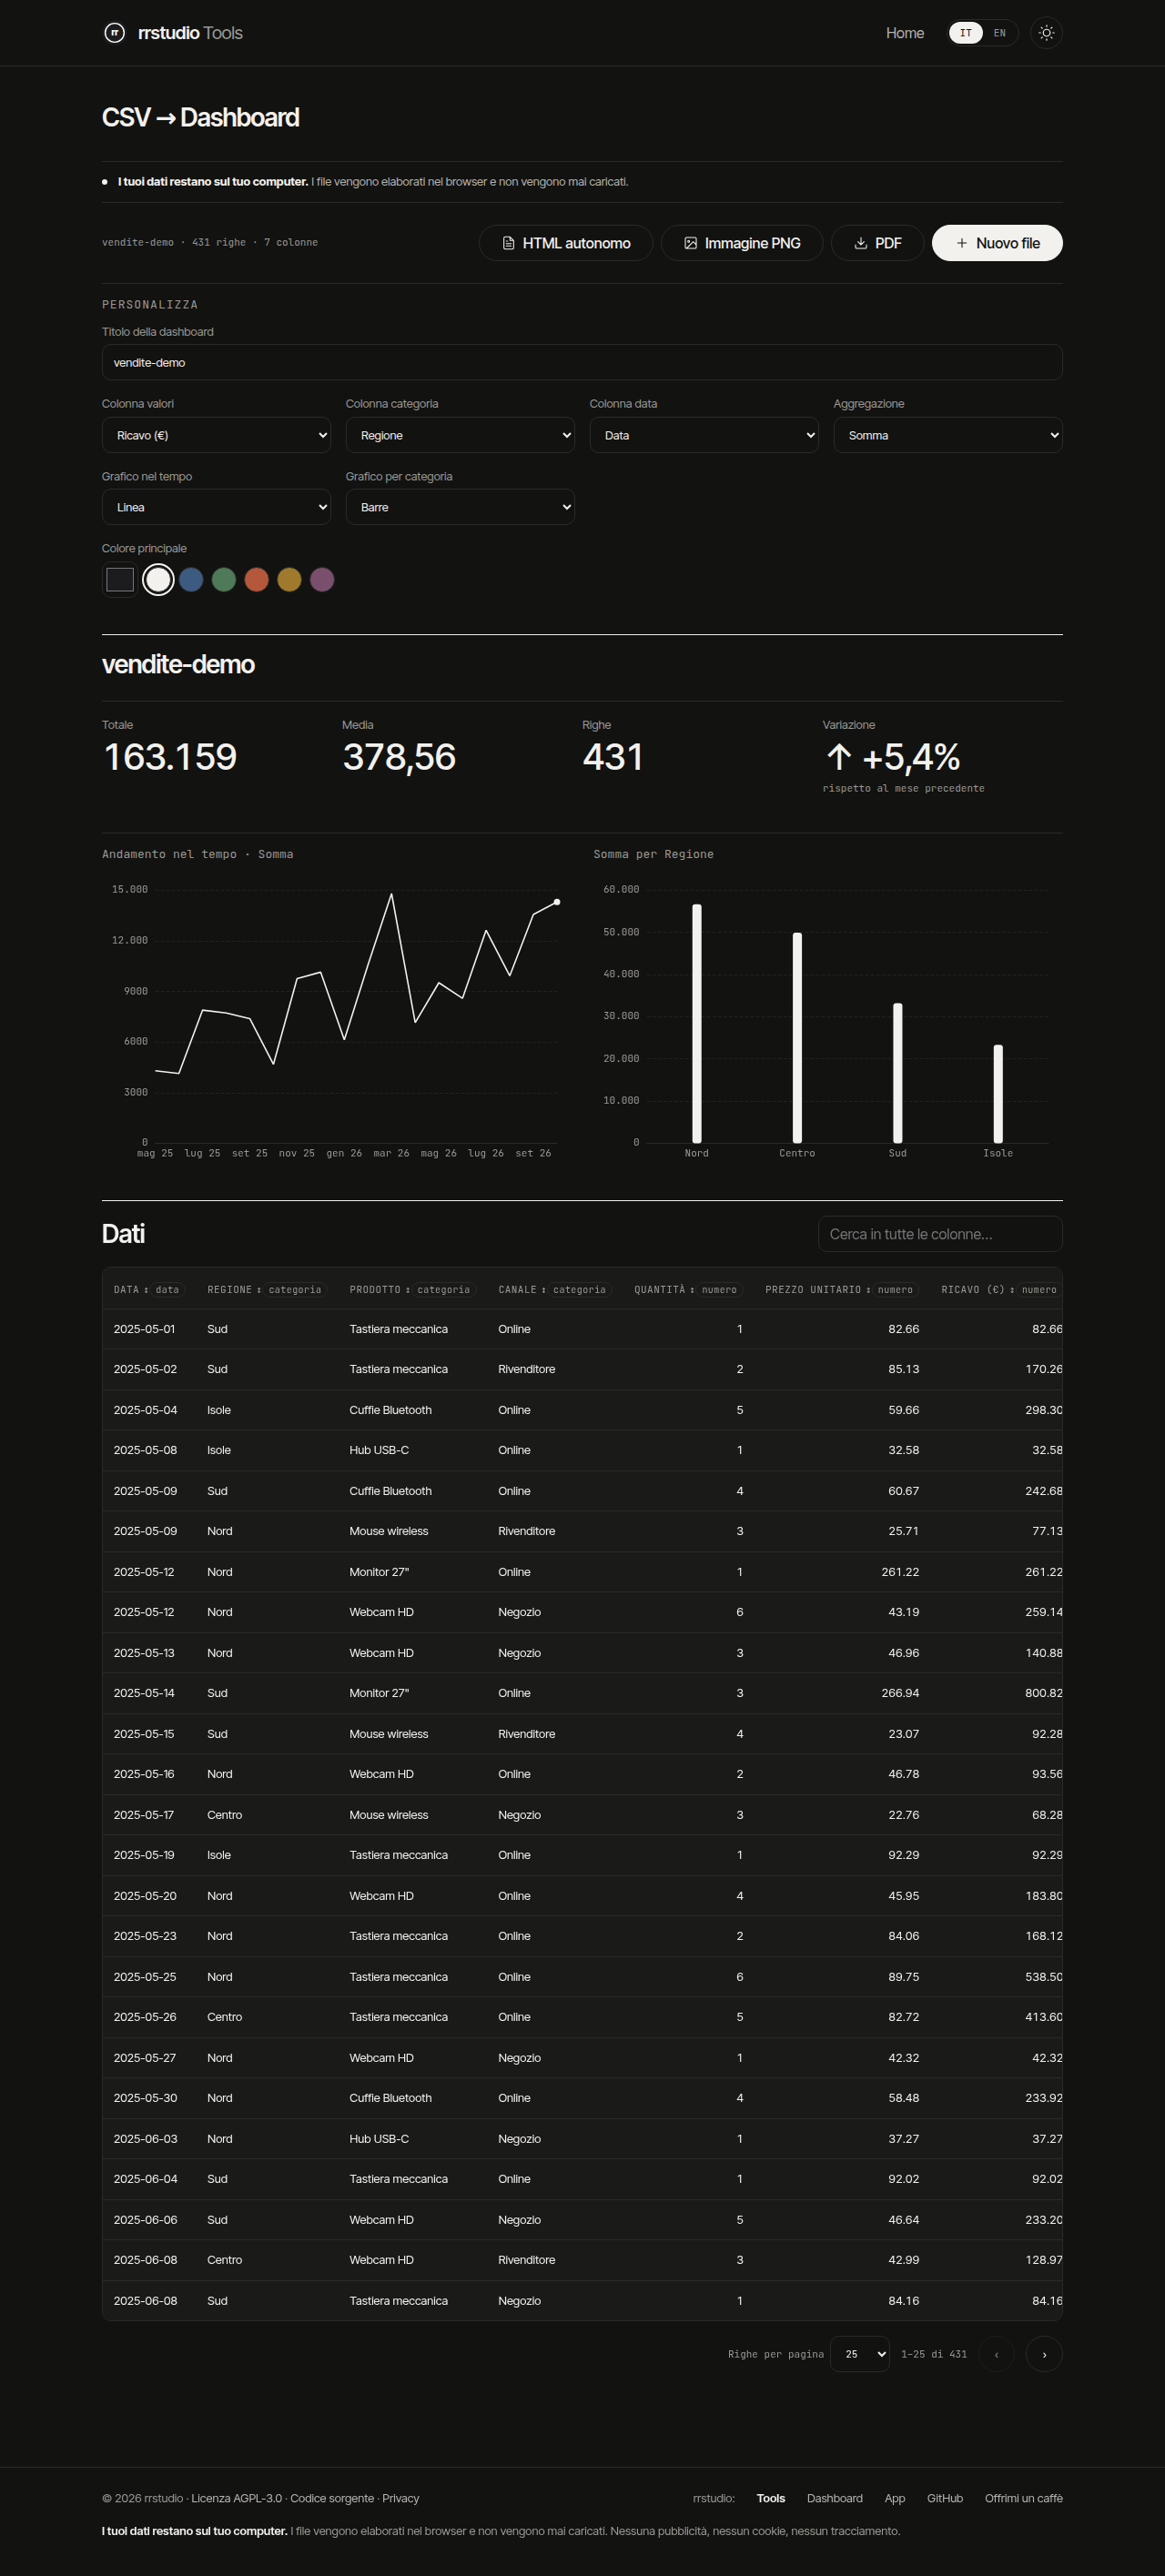 rr rrstudio Tools
Home IT EN
CSV → Dashboard
I tuoi dati restano sul tuo computer. I file vengono elaborati nel browser e non vengono mai caricati.
vendite-demo · 431 righe · 7 colonne
HTML autonomo Immagine PNG PDF + Nuovo file
PERSONALIZZA
Titolo della dashboard
vendite-demo
Colonna valori Colonna categoria Colonna data Aggregazione
Ricavo (€) Regione Data Somma
Grafico nel tempo Grafico per categoria
Linea Barre
Colore principale
vendite-demo
Totale Media Righe Variazione
163.159 378,56 431 ↑ +5,4%
rispetto al mese precedente
Andamento nel tempo · Somma
15.000
12.000
9000
6000
3000
0
mag 25 lug 25 set 25 nov 25 gen 26 mar 26 mag 26 lug 26 set 26
Somma per Regione
60.000
50.000
40.000
30.000
20.000
10.000
0
Nord Centro Sud Isole
Dati
Cerca in tutte le colonne...
DATA ↕ data REGIONE ↕ categoria PRODOTTO ↕ categoria CANALE ↕ categoria QUANTITÀ ↕ numero PREZZO UNITARIO ↕ numero RICAVO (€) ↕ numero
2025-05-01 Sud Tastiera meccanica Online 1 82.66 82.66
2025-05-02 Sud Tastiera meccanica Rivenditore 2 85.13 170.26
2025-05-04 Isole Cuffie Bluetooth Online 5 59.66 298.30
2025-05-08 Isole Hub USB-C Online 1 32.58 32.58
2025-05-09 Sud Cuffie Bluetooth Online 4 60.67 242.68
2025-05-09 Nord Mouse wireless Rivenditore 3 25.71 77.13
2025-05-12 Nord Monitor 27" Online 1 261.22 261.22
2025-05-12 Nord Webcam HD Negozio 6 43.19 259.14
2025-05-13 Nord Webcam HD Negozio 3 46.96 140.88
2025-05-14 Sud Monitor 27" Online 3 266.94 800.82
2025-05-15 Sud Mouse wireless Rivenditore 4 23.07 92.28
2025-05-16 Nord Webcam HD Online 2 46.78 93.56
2025-05-17 Centro Mouse wireless Negozio 3 22.76 68.28
2025-05-19 Isole Tastiera meccanica Online 1 92.29 92.29
2025-05-20 Nord Webcam HD Online 4 45.95 183.80
2025-05-23 Nord Tastiera meccanica Online 2 84.06 168.12
2025-05-25 Nord Tastiera meccanica Online 6 89.75 538.50
2025-05-26 Centro Tastiera meccanica Online 5 82.72 413.60
2025-05-27 Nord Webcam HD Negozio 1 42.32 42.32
2025-05-30 Nord Cuffie Bluetooth Online 4 58.48 233.92
2025-06-03 Nord Hub USB-C Negozio 1 37.27 37.27
2025-06-04 Sud Tastiera meccanica Online 1 92.02 92.02
2025-06-06 Sud Webcam HD Negozio 5 46.64 233.20
2025-06-08 Centro Webcam HD Rivenditore 3 42.99 128.97
2025-06-08 Sud Tastiera meccanica Negozio 1 84.16 84.16
Righe per pagina 25 1–25 di 431 ‹ ›
© 2026 rrstudio · Licenza AGPL-3.0 · Codice sorgente · Privacy
rrstudio: Tools Dashboard App GitHub Offrimi un caffè
I tuoi dati restano sul tuo computer. I file vengono elaborati nel browser e non vengono mai caricati. Nessuna pubblicità, nessun cookie, nessun tracciamento.